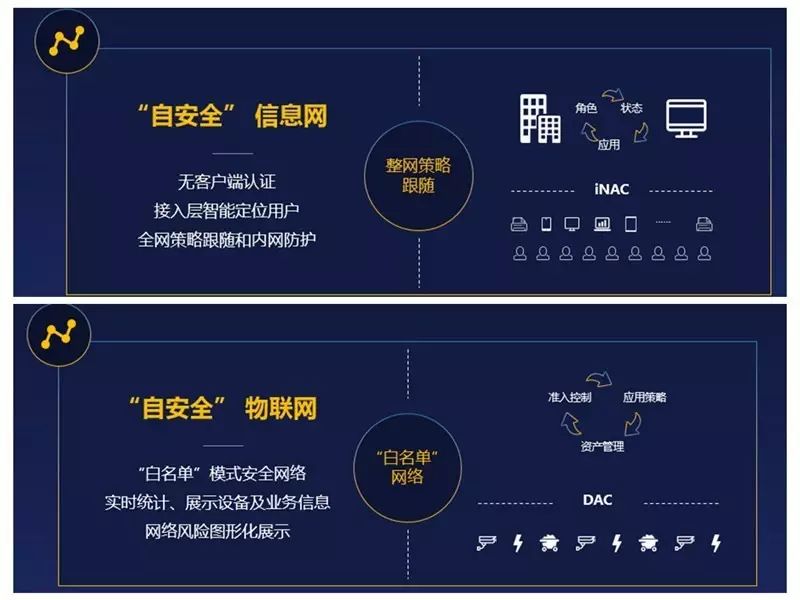 “自安全” 信息网
无客户端认证
接入层智能定位用户
全网策略跟随和内网防护
整网策略
跟随
角色
状态
应用
iNAC
......
“自安全” 物联网
“白名单”模式安全网络
实时统计、展示设备及业务信息
网络风险图形化展示
“白名单”
网络
准入控制
应用策略
资产管理
DAC